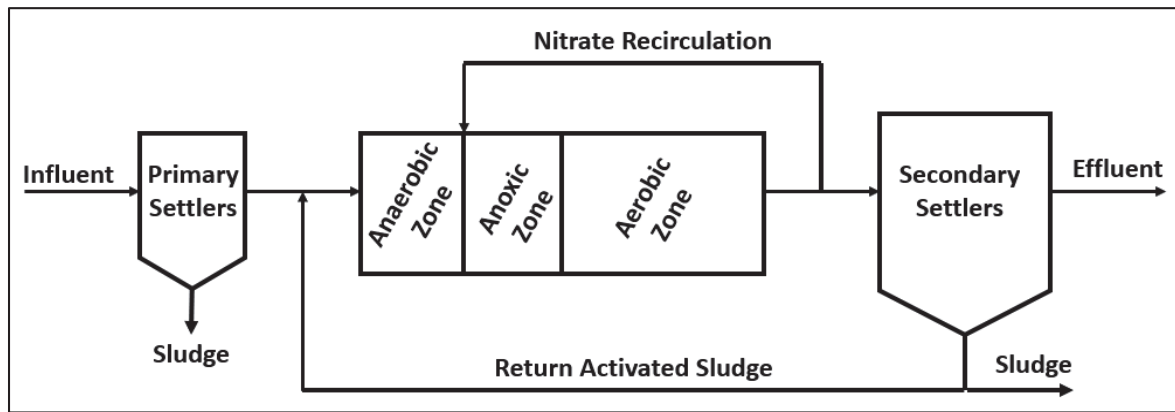 Nitrate Recirculation
Influent
Primary
Settlers
Anaerobic
Zone
Anoxic
Zone
Aerobic
Zone
Secondary
Settlers
Effluent
Sludge
Return Activated Sludge
Sludge